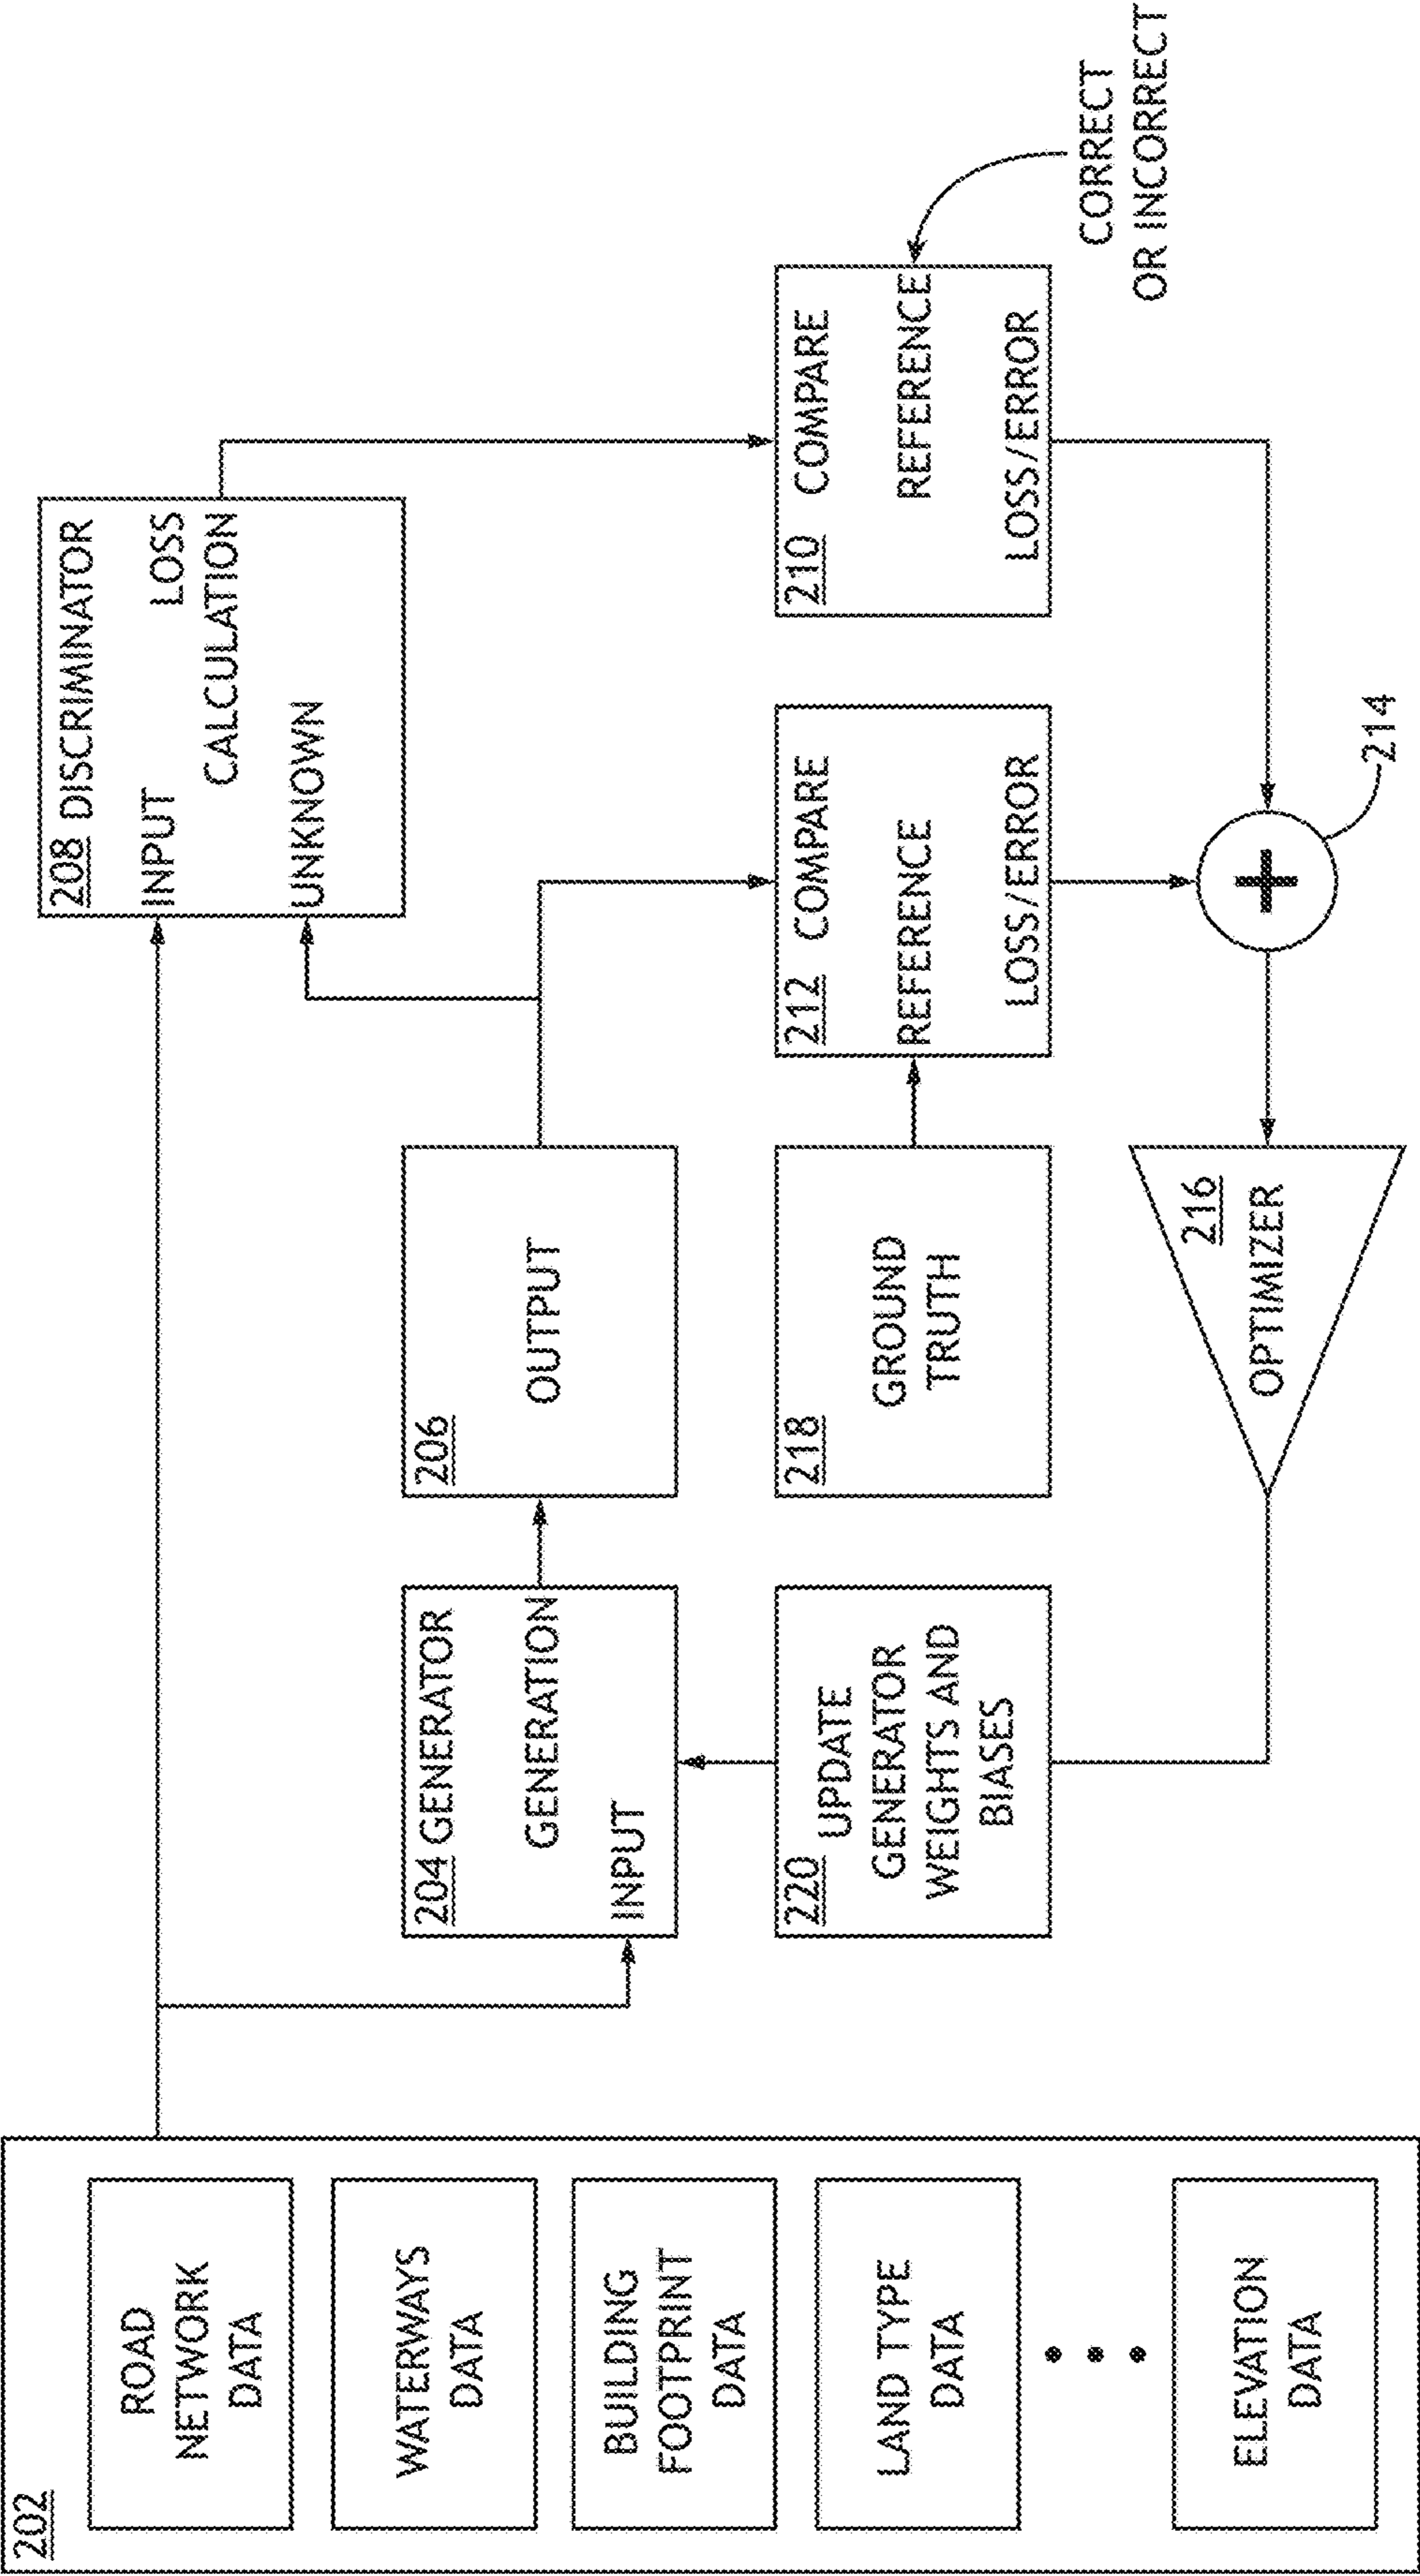 202
ROAD
NETWORK
DATA
WATERWAYS
DATA
BUILDING
FOOTPRINT
DATA
LAND TYPE
DATA
ELEVATION
DATA
204 GENERATOR
GENERATION
INPUT
220
UPDATE
GENERATOR
WEIGHTS AND
BIASES
206
OUTPUT
218
GROUND
TRUTH
216
OPTIMIZER
208 DISCRIMINATOR
INPUT
LOSS
CALCULATION
UNKNOWN
212 COMPARE
REFERENCE
LOSS/ERROR
214
210 COMPARE
REFERENCE
LOSS/ERROR
CORRECT
OR INCORRECT